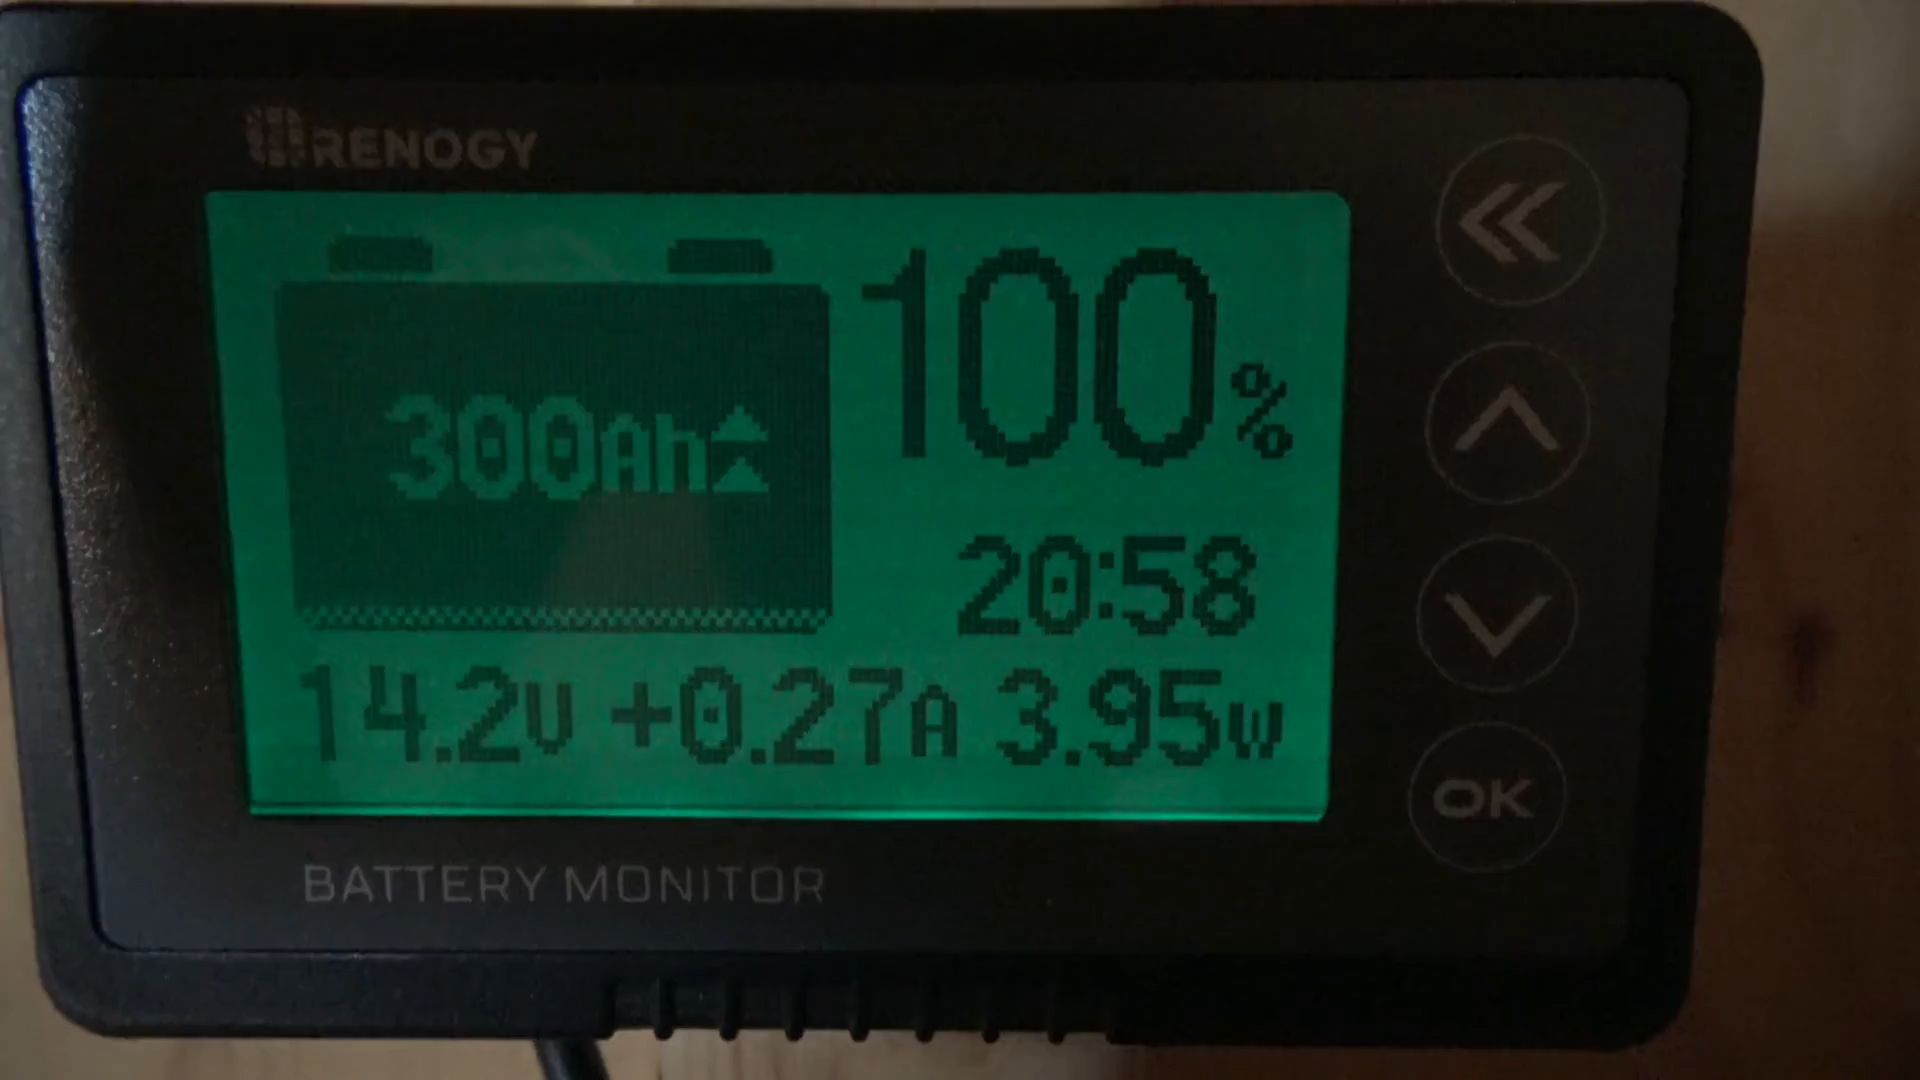 RENOGY
300Ah
100%
20:58
14.2V +0.27A 3.95W
BATTERY MONITOR
OK